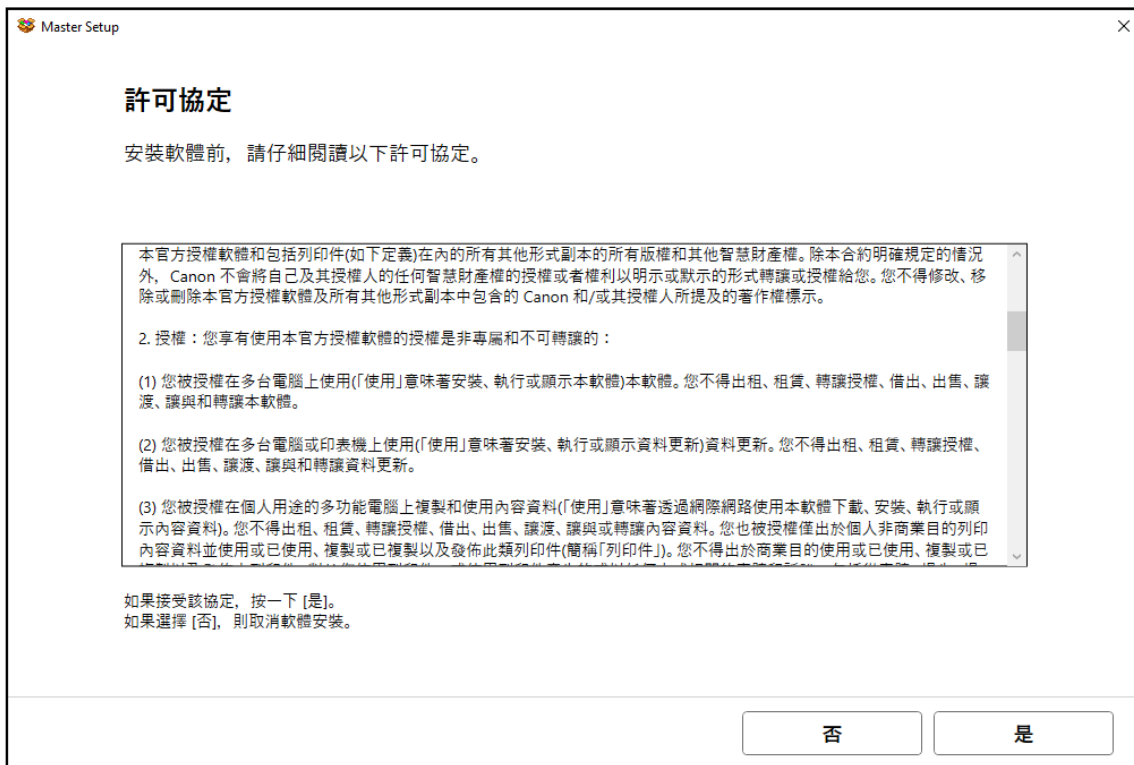 Master Setup
許可協定
安裝軟體前，請仔細閱讀以下許可協定。
本官方授權軟體和包括列印件(如下定義)在內的所有其他形式副本的所有版權和其他智慧財產權。除本合約明確規定的情況
外，Canon 不會將自己及其授權人的任何智慧財產權的授權或者權利以明示或默示的形式轉讓或授權給您。您不得修改、移
除或刪除本官方授權軟體及所有其他形式副本中包含的 Canon 和/或其授權人所提及的著作權標示。
2. 授權：您享有使用本官方授權軟體的授權是非專屬和不可轉讓的：
(1) 您被授權在多台電腦上使用(「使用」意味著安裝、執行或顯示本軟體)本軟體。您不得出租、租賃、轉讓授權、借出、出售、讓
渡、讓與和轉讓本軟體。
(2) 您被授權在多台電腦或印表機上使用(「使用」意味著安裝、執行或顯示資料更新)資料更新。您不得出租、租賃、轉讓授權、
借出、出售、讓渡、讓與和轉讓資料更新。
(3) 您被授權在個人用途的多功能電腦上複製和使用內容資料(「使用」意味著透過網際網路使用本軟體下載、安裝、執行或顯
示內容資料)。您不得出租、租賃、轉讓授權、借出、出售、讓渡、讓與或轉讓內容資料。您也被授權僅出於個人非商業目的列印
內容資料並使用或已使用、複製或已複製以及發佈此類列印件(簡稱「列印件」)。您不得出於商業目的使用或已使用、複製或已
如果接受該協定，按一下 [是]。
如果選擇 [否]，則取消軟體安裝。
否
是